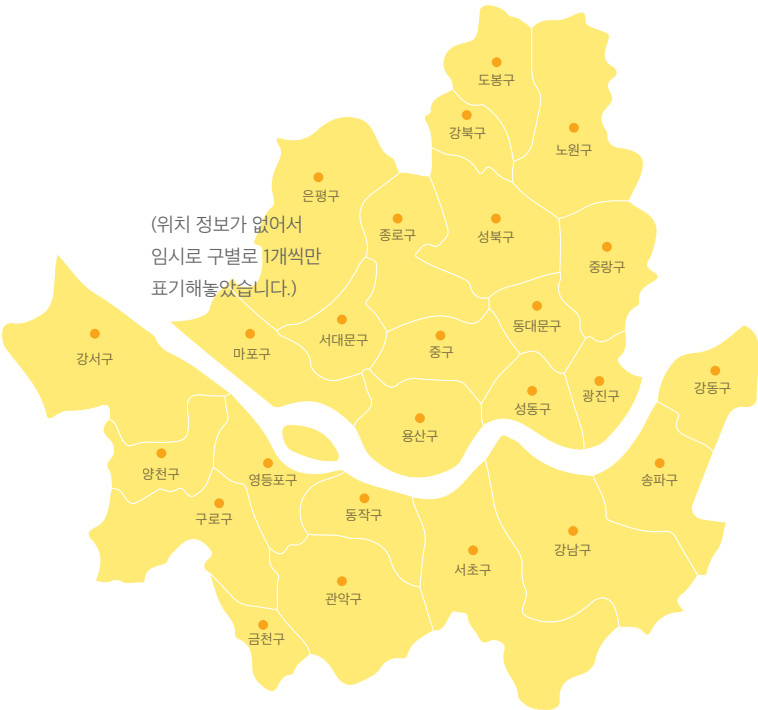 도봉구
강북구
노원구
은평구
(위치 정보가 없어서
임시로 구별로 1개씩만
표기해놓았습니다.)
종로구
성북구
중랑구
동대문구
서대문구
마포구
중구
강서구
강동구
광진구
성동구
용산구
양천구
영등포구
송파구
구로구
동작구
강남구
서초구
관악구
금천구